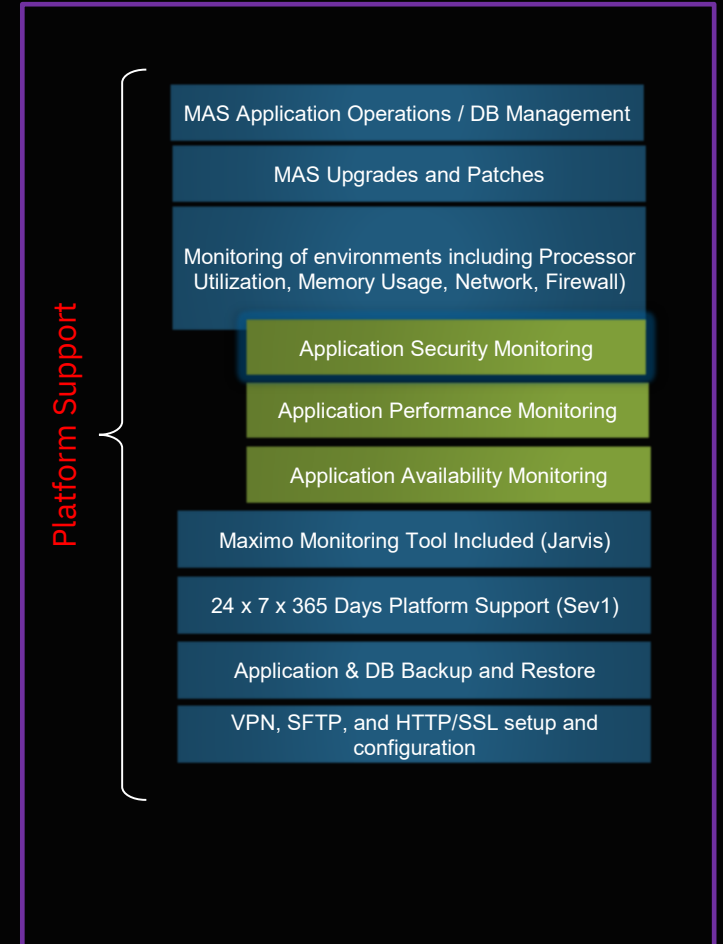 Platform Support
MAS Application Operations / DB Management
MAS Upgrades and Patches
Monitoring of environments including Processor
Utilization, Memory Usage, Network, Firewall)
Application Security Monitoring
Application Performance Monitoring
Application Availability Monitoring
Maximo Monitoring Tool Included (Jarvis)
24 x 7 x 365 Days Platform Support (Sev1)
Application & DB Backup and Restore
VPN, SFTP, and HTTP/SSL setup and
configuration